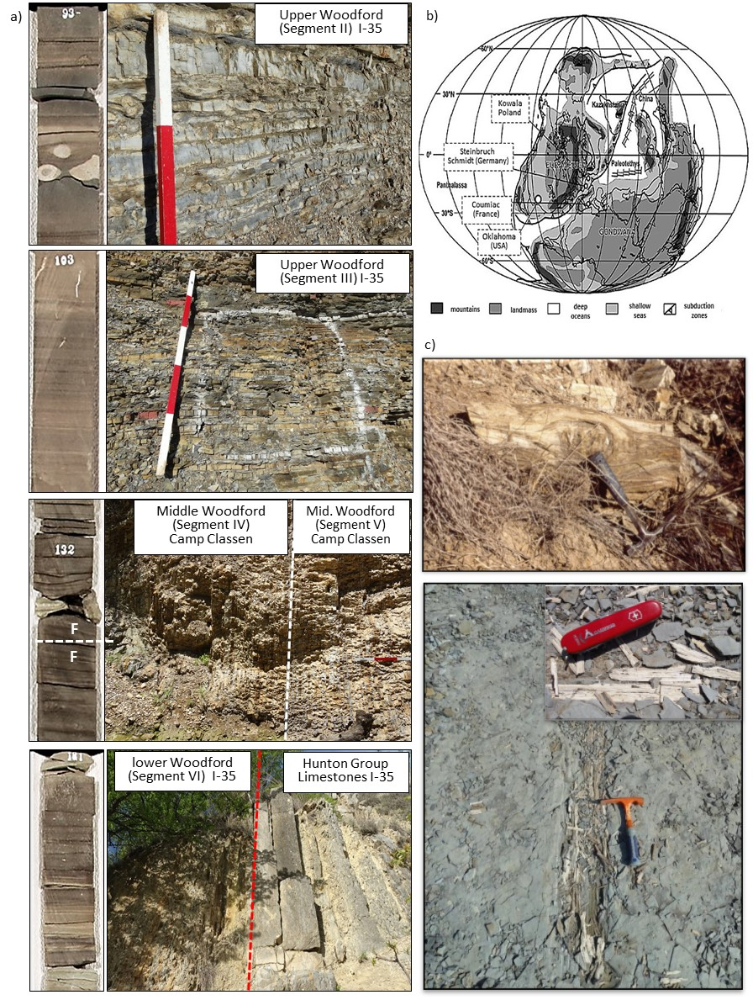 a)
93-
Upper Woodford
(Segment II) I-35
103
Upper Woodford
(Segment III) I-35
132
F
F
Middle Woodford
(Segment IV)
Camp Classen
Mid. Woodford
(Segment V)
Camp Classen
lower Woodford
(Segment VI) I-35
Hunton Group
Limestones I-35
b)
60°N
30°N
0°
30°S
60°S
Kowala
Poland
Steinbruch
Schmidt (Germany)
Coumiac
(France)
Oklahoma
(USA)
Kazakhstania
China
Paleotethys
Panthalassa
GONDWANA
mountains
landmass
deep
oceans
shallow
seas
subduction
zones
c)